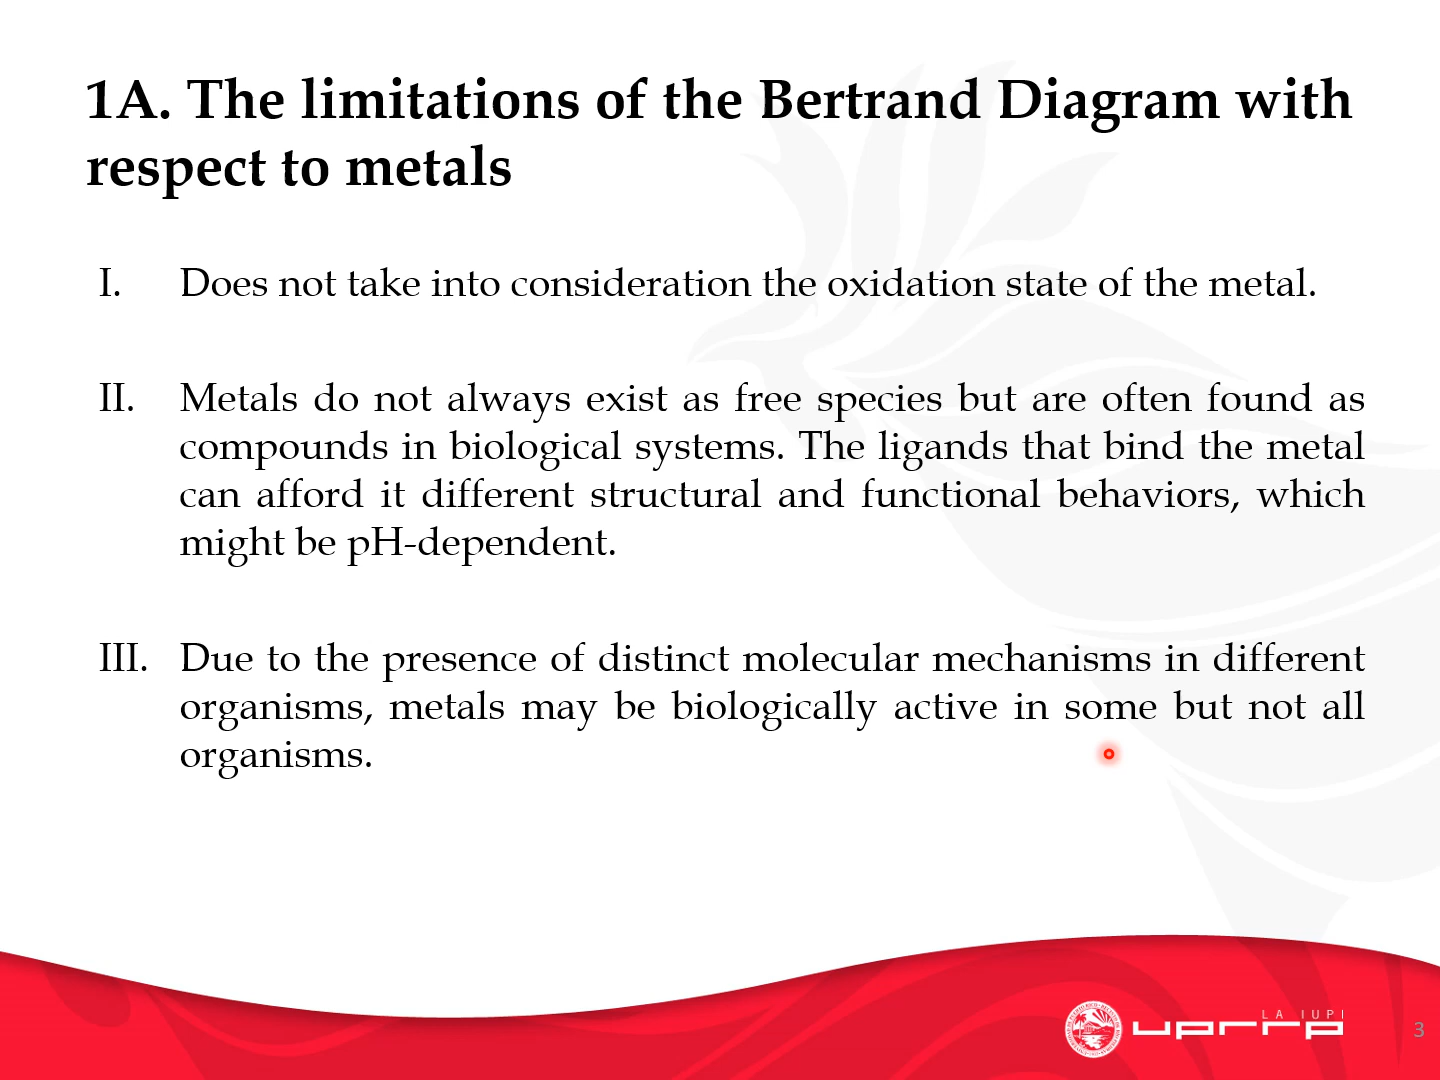 1A. The limitations of the Bertrand Diagram with
respect to metals
I. Does not take into consideration the oxidation state of the metal.
II. Metals do not always exist as free species but are often found as
compounds in biological systems. The ligands that bind the metal
can afford it different structural and functional behaviors, which
might be pH-dependent.
III. Due to the presence of distinct molecular mechanisms in different
organisms, metals may be biologically active in some but not all
organisms.
LA IUPI
uprrp
3